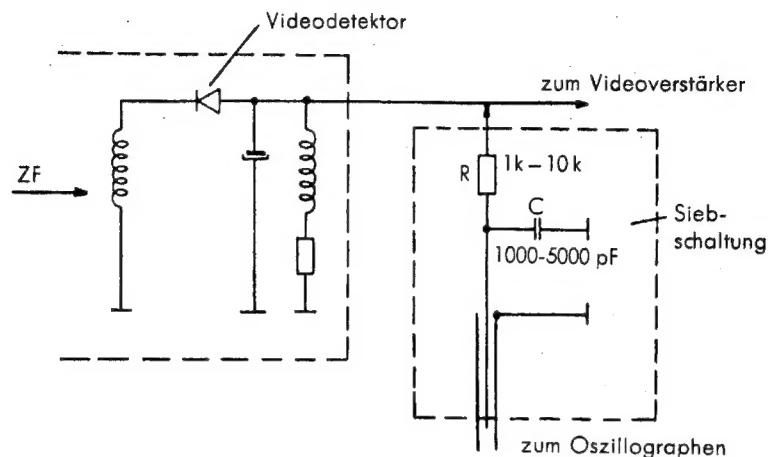 Videodetektor
zum Videoverstärker
ZF
R
1k–10k
C
1000-5000 pF
Sieb-
schaltung
zum Oszillographen